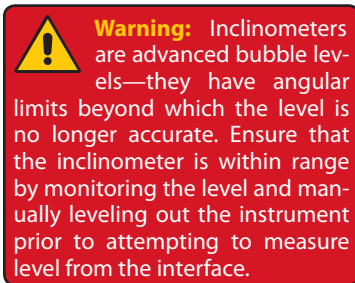 Warning: Inclinometers
are advanced bubble lev-
els—they have angular
limits beyond which the level is
no longer accurate. Ensure that
the inclinometer is within range
by monitoring the level and man-
ually leveling out the instrument
prior to attempting to measure
level from the interface.